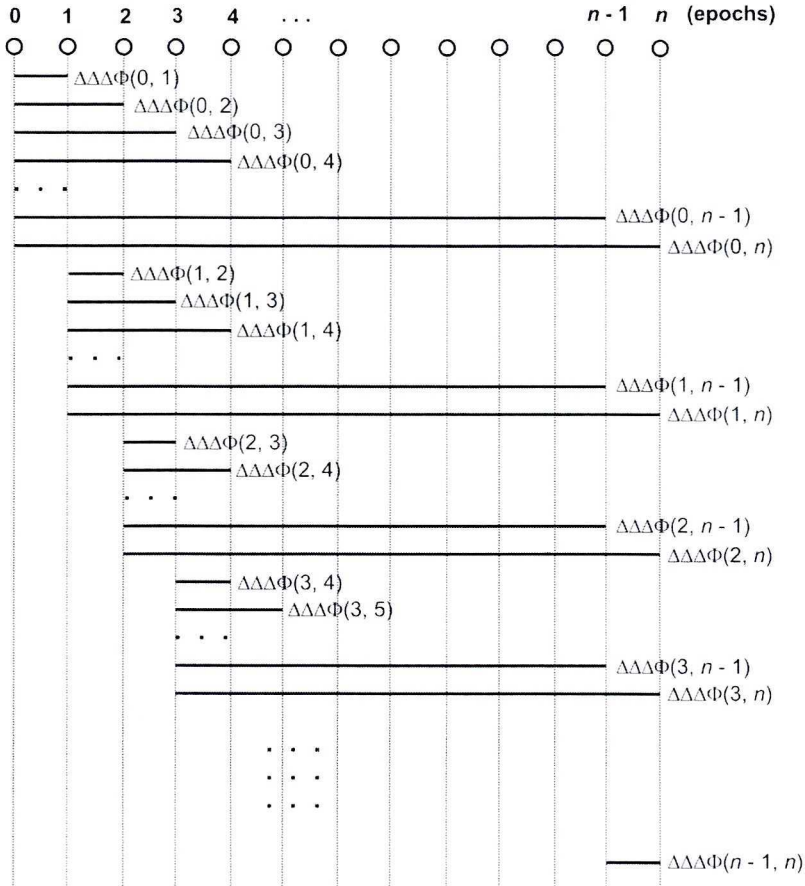 0 1 2 3 4 ... n - 1 n (epochs)
ΔΔΔΦ(0, 1)
ΔΔΔΦ(0, 2)
ΔΔΔΦ(0, 3)
ΔΔΔΦ(0, 4)
. . .
ΔΔΔΦ(0, n - 1)
ΔΔΔΦ(0, n)
ΔΔΔΦ(1, 2)
ΔΔΔΦ(1, 3)
ΔΔΔΦ(1, 4)
. . .
ΔΔΔΦ(1, n - 1)
ΔΔΔΦ(1, n)
ΔΔΔΦ(2, 3)
ΔΔΔΦ(2, 4)
. . .
ΔΔΔΦ(2, n - 1)
ΔΔΔΦ(2, n)
ΔΔΔΦ(3, 4)
ΔΔΔΦ(3, 5)
. . .
ΔΔΔΦ(3, n - 1)
ΔΔΔΦ(3, n)
. . .
. . .
. . .
ΔΔΔΦ(n - 1, n)